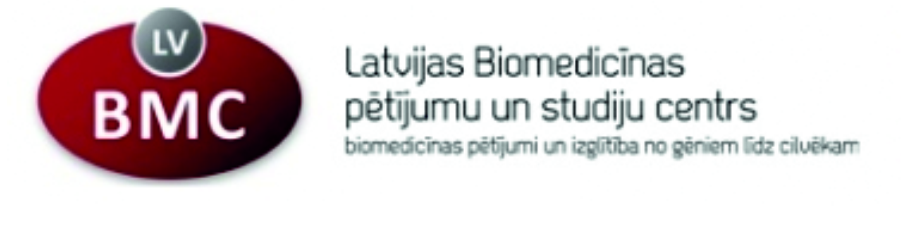 LV
BMC
Latvijas Biomedicīnas
pētījumu un studiju centrs
biomedicīnas pētījumi un izglītība no gēniem līdz cilvēkam